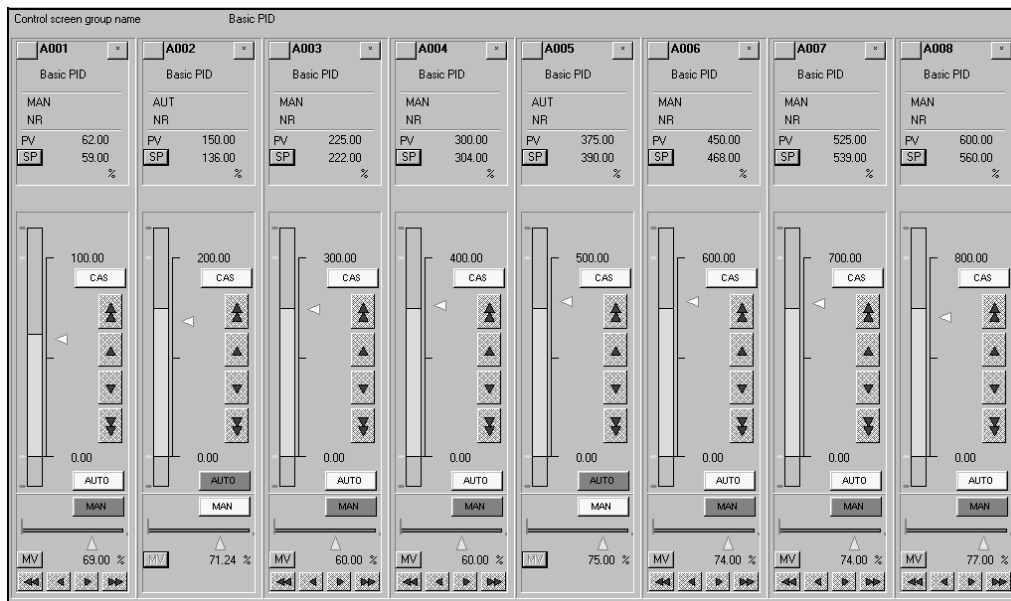 Control screen group name Basic PID
A001 * A002 * A003 * A004 * A005 * A006 * A007 * A008 *
Basic PID Basic PID Basic PID Basic PID Basic PID Basic PID Basic PID Basic PID
MAN AUT MAN MAN AUT MAN MAN MAN
NR NR NR NR NR NR NR NR
PV 62.00 PV 150.00 PV 225.00 PV 300.00 PV 375.00 PV 450.00 PV 525.00 PV 600.00
SP 59.00 SP 136.00 SP 222.00 SP 304.00 SP 390.00 SP 468.00 SP 539.00 SP 560.00
% % % % % % % %
100.00 200.00 300.00 400.00 500.00 600.00 700.00 800.00
CAS CAS CAS CAS CAS CAS CAS CAS
0.00 0.00 0.00 0.00 0.00 0.00 0.00 0.00
AUTO AUTO AUTO AUTO AUTO AUTO AUTO AUTO
MAN MAN MAN MAN MAN MAN MAN MAN
MV 69.00 % MV 71.24 % MV 60.00 % MV 60.00 % MV 75.00 % MV 74.00 % MV 74.00 % MV 77.00 %